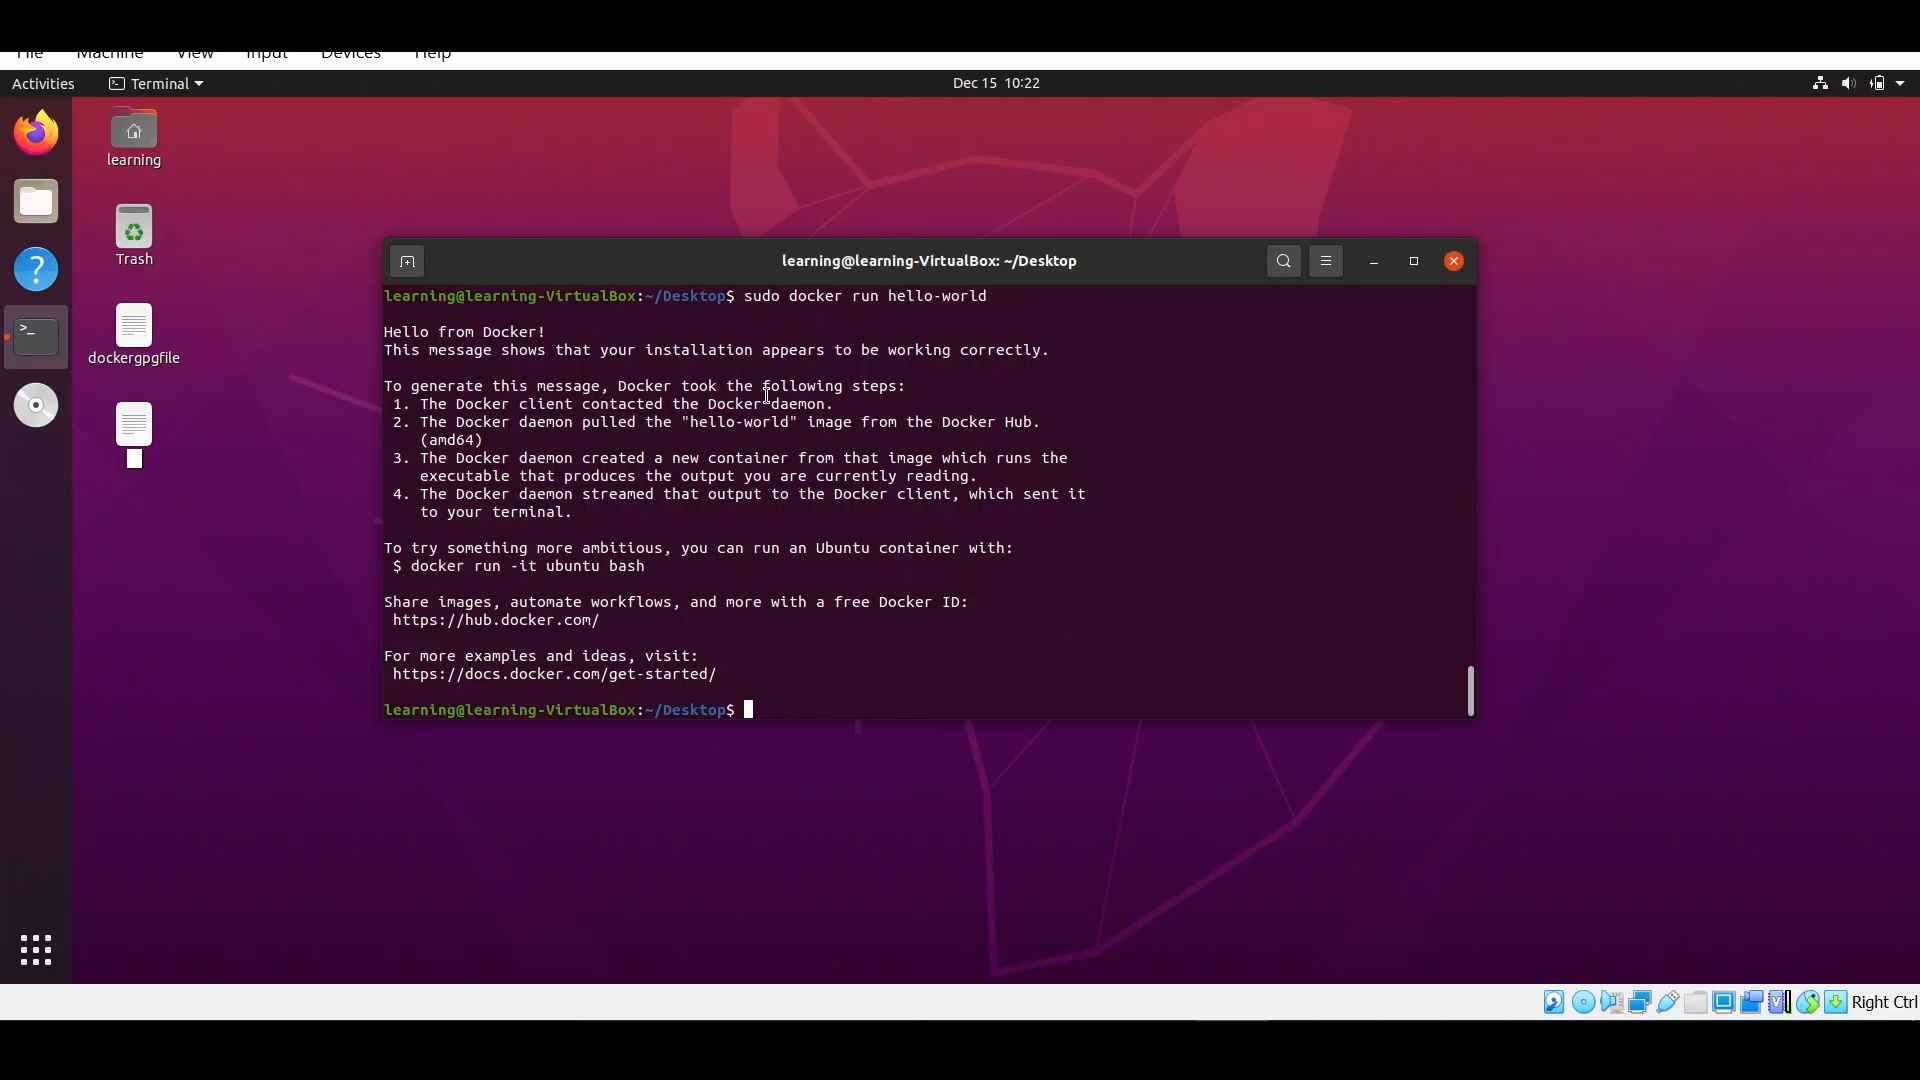 File Machine View Input Devices Help
Activities Terminal Dec 15 10:22
learning
Trash
dockergpgfile
learning@learning-VirtualBox: ~/Desktop
learning@learning-VirtualBox:~/Desktop$ sudo docker run hello-world
Hello from Docker!
This message shows that your installation appears to be working correctly.
To generate this message, Docker took the following steps:
1. The Docker client contacted the Docker daemon.
2. The Docker daemon pulled the "hello-world" image from the Docker Hub.
(amd64)
3. The Docker daemon created a new container from that image which runs the
executable that produces the output you are currently reading.
4. The Docker daemon streamed that output to the Docker client, which sent it
to your terminal.
To try something more ambitious, you can run an Ubuntu container with:
$ docker run -it ubuntu bash
Share images, automate workflows, and more with a free Docker ID:
https://hub.docker.com/
For more examples and ideas, visit:
https://docs.docker.com/get-started/
learning@learning-VirtualBox:~/Desktop$
Right Ctrl